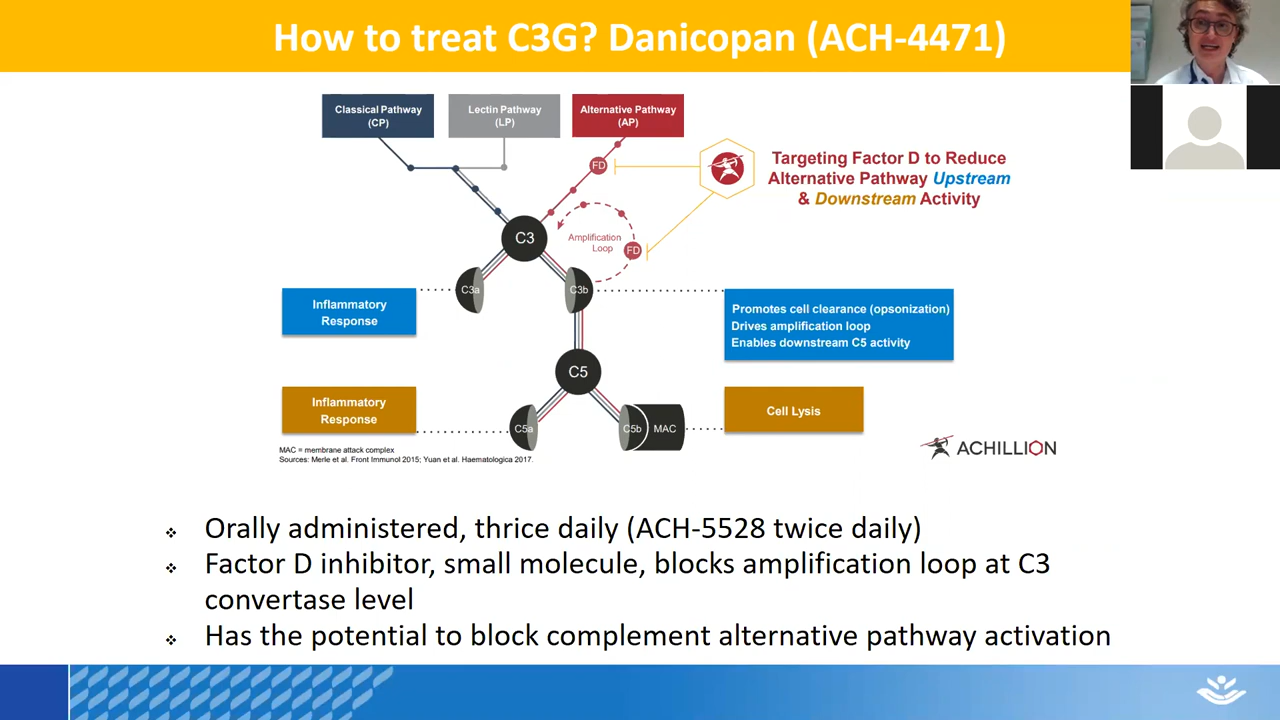 How to treat C3G? Danicopan (ACH-4471)
Classical Pathway
(CP)
Lectin Pathway
(LP)
Alternative Pathway
(AP)
FD
Targeting Factor D to Reduce
Alternative Pathway Upstream
& Downstream Activity
C3
Amplification
Loop
FD
C3a
C3b
Inflammatory
Response
Promotes cell clearance (opsonization)
Drives amplification loop
Enables downstream C5 activity
C5
Inflammatory
Response
C5a
C5b
MAC
Cell Lysis
MAC = membrane attack complex
Sources: Merle et al. Front Immunol 2015; Yuan et al. Haematologica 2017.
ACHILLION
❖ Orally administered, thrice daily (ACH-5528 twice daily)
❖ Factor D inhibitor, small molecule, blocks amplification loop at C3
convertase level
❖ Has the potential to block complement alternative pathway activation